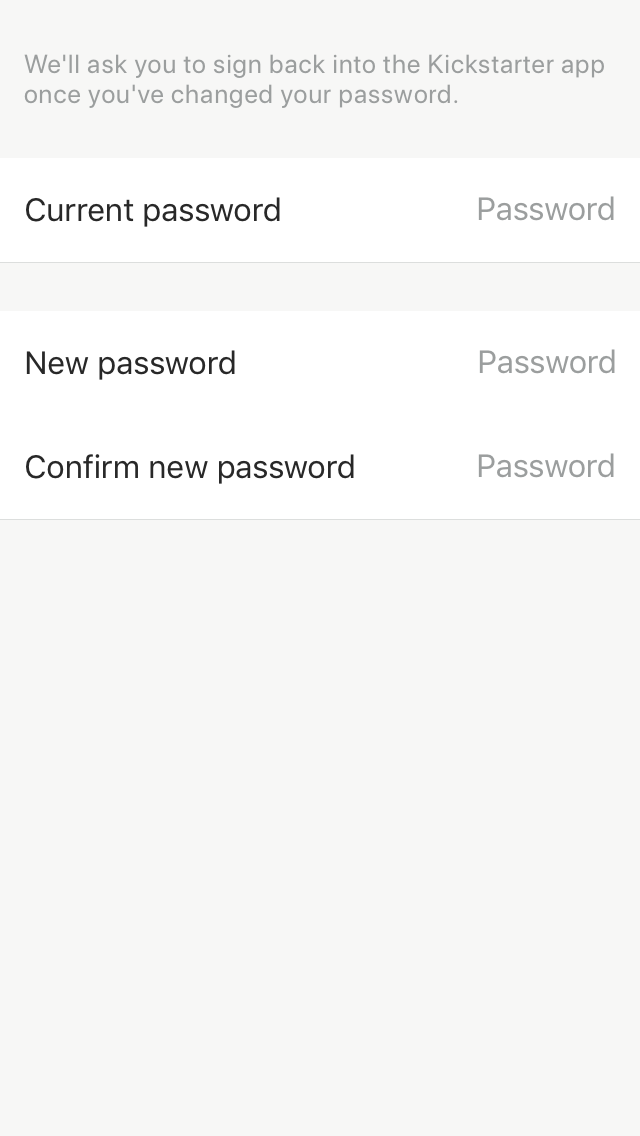 We'll ask you to sign back into the Kickstarter app
once you've changed your password.
Current password Password
New password Password
Confirm new password Password